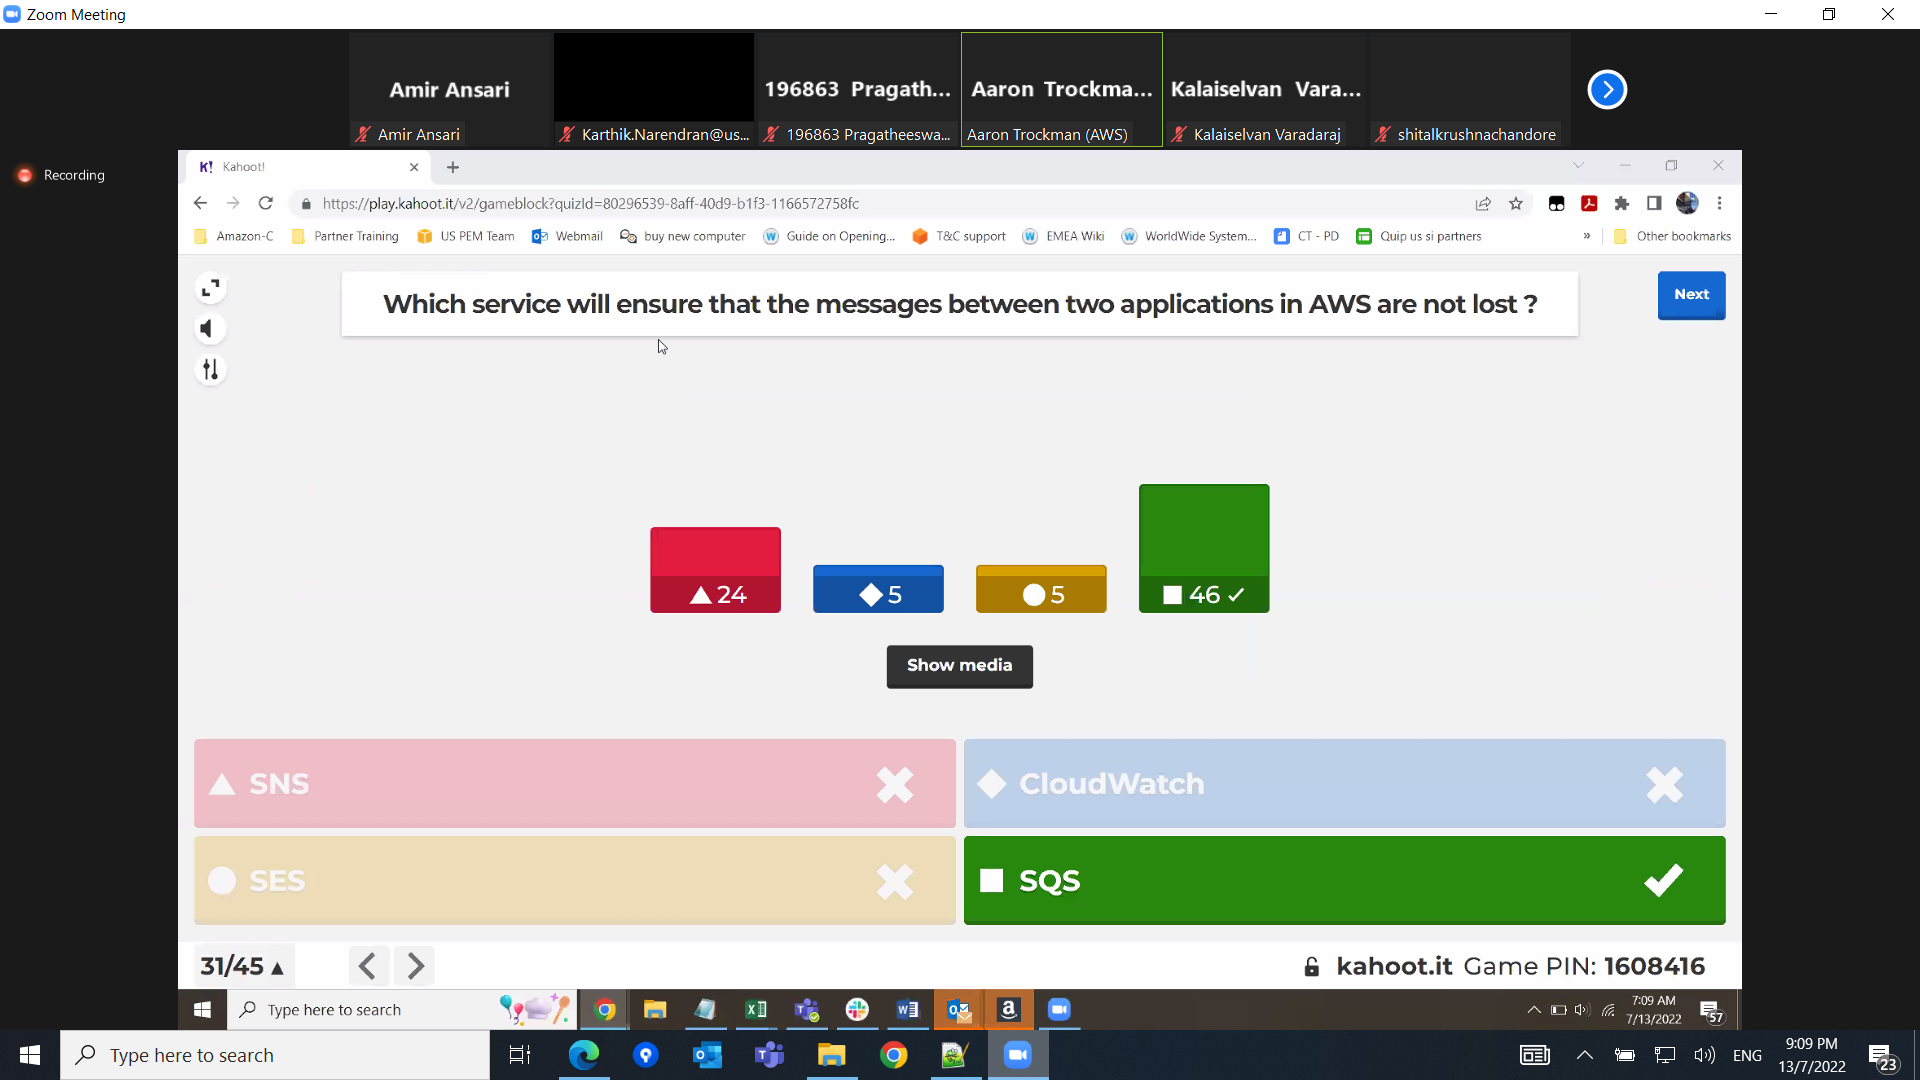 Zoom Meeting
Amir Ansari
196863 Pragath...
Aaron Trockma...
Kalaiselvan Vara...
Amir Ansari
Karthik.Narendran@us...
196863 Pragatheeswa...
Aaron Trockman (AWS)
Kalaiselvan Varadaraj
shitalkrushnachandore
Recording
K! Kahoot!
https://play.kahoot.it/v2/gameblock?quizId=80296539-8aff-40d9-b1f3-1166572758fc
Amazon-C
Partner Training
US PEM Team
Webmail
buy new computer
Guide on Opening...
T&C support
EMEA Wiki
WorldWide System...
CT - PD
Quip us si partners
»
Other bookmarks
Which service will ensure that the messages between two applications in AWS are not lost ?
Next
24
5
5
46
Show media
SNS
CloudWatch
SES
SQS
31/45
kahoot.it Game PIN: 1608416
Type here to search
7:09 AM
7/13/2022
57
Type here to search
ENG
9:09 PM
13/7/2022
23